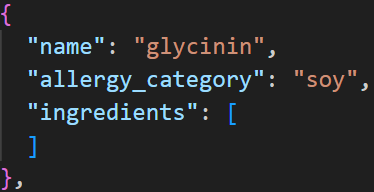 {
"name": "glycinin",
"allergy_category": "soy",
"ingredients": [
]
},